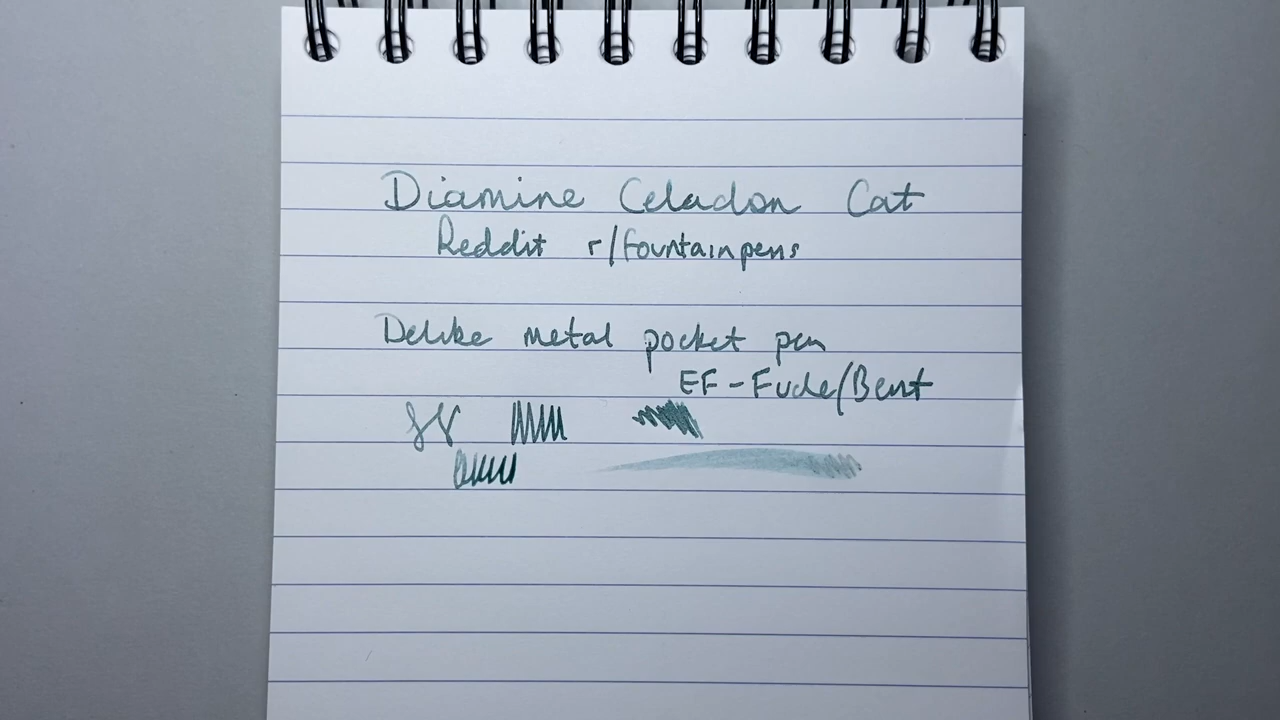 Diamine Celadon Cat
Reddit r/fountainpens
Delike metal pocket pen
EF - Fude/Bent